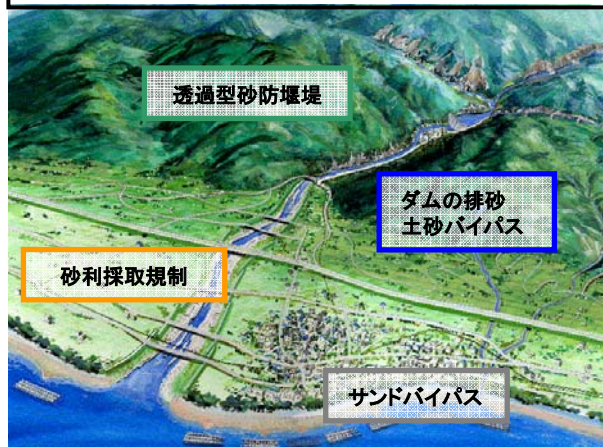 透過型砂防堰堤
ダムの排砂
土砂バイパス
砂利採取規制
サンドバイパス